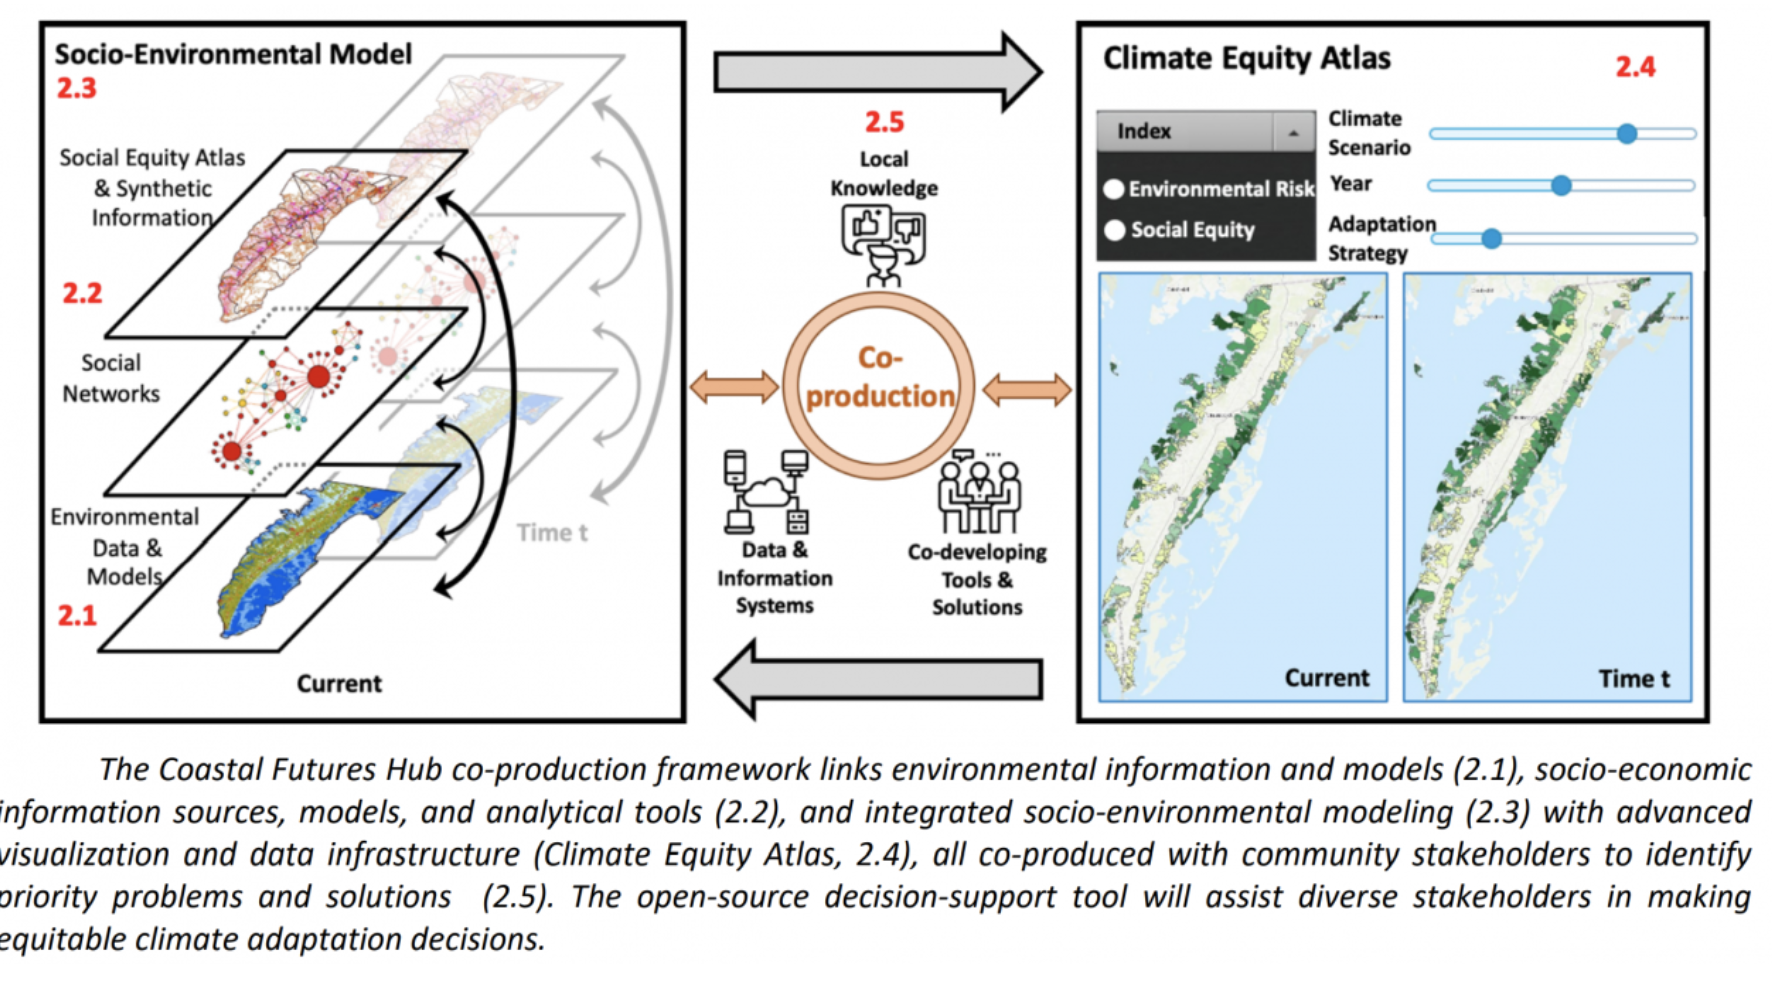 Socio-Environmental Model
2.3
Social Equity Atlas
& Synthetic
Information
2.2
Social
Networks
Environmental
Data &
Models
2.1
Time t
Current
2.5
Local
Knowledge
Co-
production
Data &
Information
Systems
Co-developing
Tools &
Solutions
Climate Equity Atlas
2.4
Index
Environmental Risk
Social Equity
Climate
Scenario
Year
Adaptation
Strategy
Current
Time t
The Coastal Futures Hub co-production framework links environmental information and models (2.1), socio-economic
information sources, models, and analytical tools (2.2), and integrated socio-environmental modeling (2.3) with advanced
visualization and data infrastructure (Climate Equity Atlas, 2.4), all co-produced with community stakeholders to identify
priority problems and solutions (2.5). The open-source decision-support tool will assist diverse stakeholders in making
equitable climate adaptation decisions.